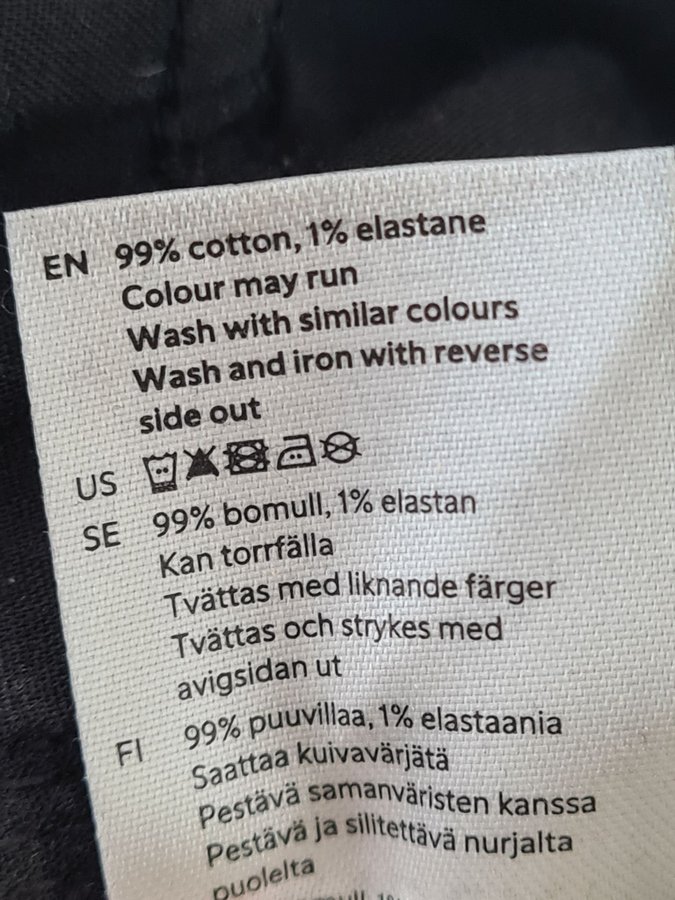 EN 99% cotton, 1% elastane
Colour may run
Wash with similar colours
Wash and iron with reverse
side out
US
SE 99% bomull, 1% elastan
Kan torrfälla
Tvättas med liknande färger
Tvättas och strykes med
avigsidan ut
FI 99% puuvillaa, 1% elastaania
Saattaa kuivavärjätä
Pestävä samanväristen kanssa
Pestävä ja silitettävä nurjalta
puolelta